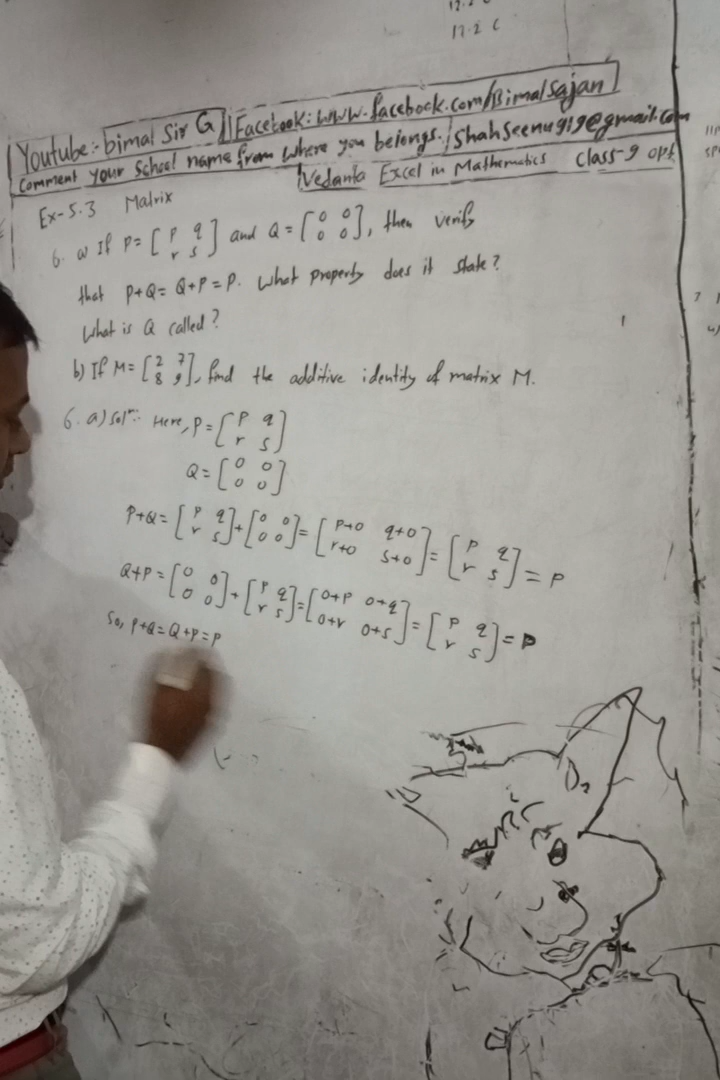 17.2 C
Youtube:- bimal Sir G || Facebook: www.facebook.com/Bimalsajan
Comment your School name from where you belongs. / Shahseenu919@gmail.com
Vedanta Excel in Mathematics Class-9 opt
Ex-5.3 Matrix
6. a) If P = [p q r s] and Q = [0 0 0 0], then verify
that P+Q = Q+P = P. What property does it state?
What is Q called?
b) If M = [2 7 8 9], find the additive identity of matrix M.
6. a) Solⁿ: Here, P = [p q r s]
Q = [0 0 0 0]
P+Q = [p q r s] + [0 0 0 0] = [p+0 q+0 r+0 s+0] = [p q r s] = P
Q+P = [0 0 0 0] + [p q r s] = [0+p 0+q 0+r 0+s] = [p q r s] = P
So, P+Q = Q+P = P